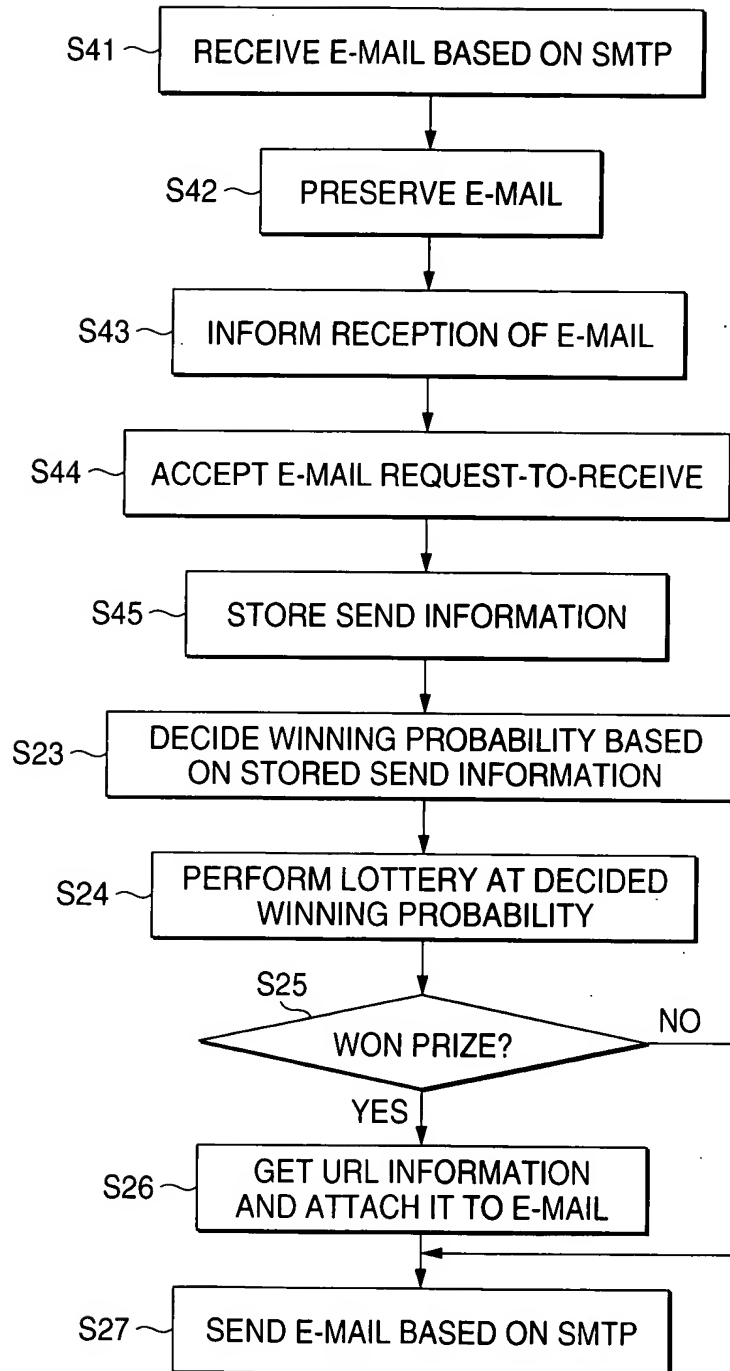 S41 RECEIVE E-MAIL BASED ON SMTP
S42 PRESERVE E-MAIL
S43 INFORM RECEPTION OF E-MAIL
S44 ACCEPT E-MAIL REQUEST-TO-RECEIVE
S45 STORE SEND INFORMATION
S23 DECIDE WINNING PROBABILITY BASED
ON STORED SEND INFORMATION
S24 PERFORM LOTTERY AT DECIDED
WINNING PROBABILITY
S25
WON PRIZE? NO
YES
S26 GET URL INFORMATION
AND ATTACH IT TO E-MAIL
S27 SEND E-MAIL BASED ON SMTP